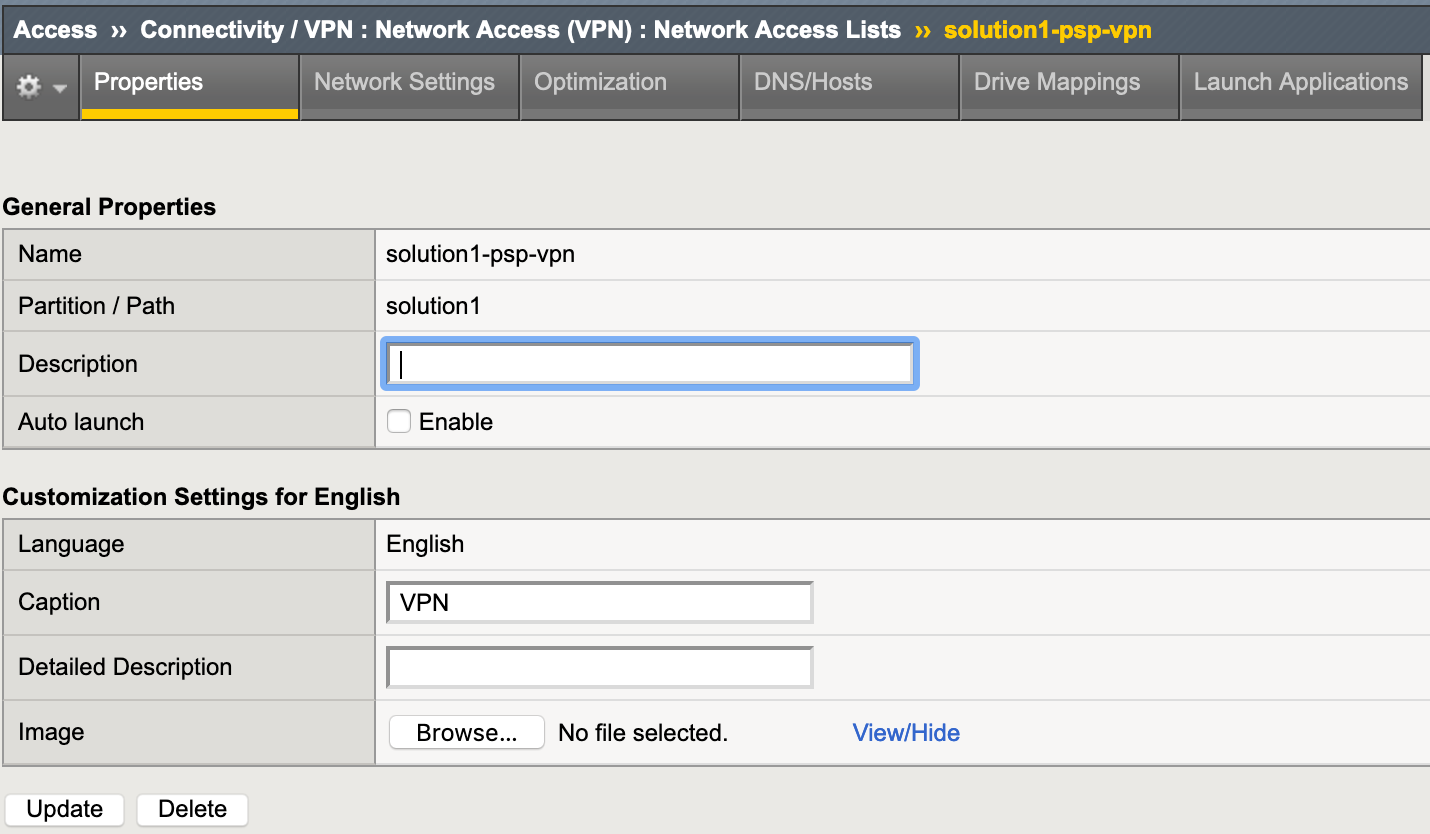 Access ›› Connectivity / VPN : Network Access (VPN) : Network Access Lists ›› solution1-psp-vpn
Properties Network Settings Optimization DNS/Hosts Drive Mappings Launch Applications
General Properties
Name solution1-psp-vpn
Partition / Path solution1
Description
Auto launch Enable
Customization Settings for English
Language English
Caption VPN
Detailed Description
Image Browse... No file selected. View/Hide
Update Delete